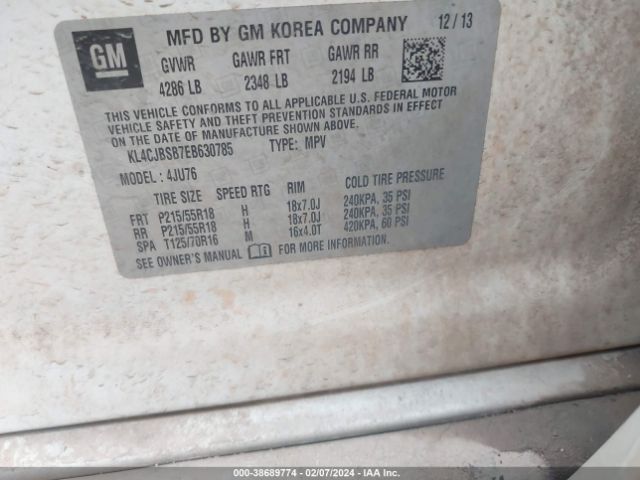 GM
MFD BY GM KOREA COMPANY 12/13
GVWR GAWR FRT GAWR RR
4286 LB 2348 LB 2194 LB
THIS VEHICLE CONFORMS TO ALL APPLICABLE U.S. FEDERAL MOTOR
VEHICLE SAFETY AND THEFT PREVENTION STANDARDS IN EFFECT
ON THE DATE OF MANUFACTURE SHOWN ABOVE.
KL4CJBSB7EB630785 TYPE: MPV
MODEL: 4JU76
TIRE SIZE SPEED RTG RIM COLD TIRE PRESSURE
FRT P215/55R18 H 18x7.0J 240KPA, 35 PSI
RR P215/55R18 H 18x7.0J 240KPA, 35 PSI
SPA T125/70R16 M 16x4.0T 420KPA, 60 PSI
SEE OWNER'S MANUAL FOR MORE INFORMATION.
000-38689774 - 02/07/2024 - IAA Inc.